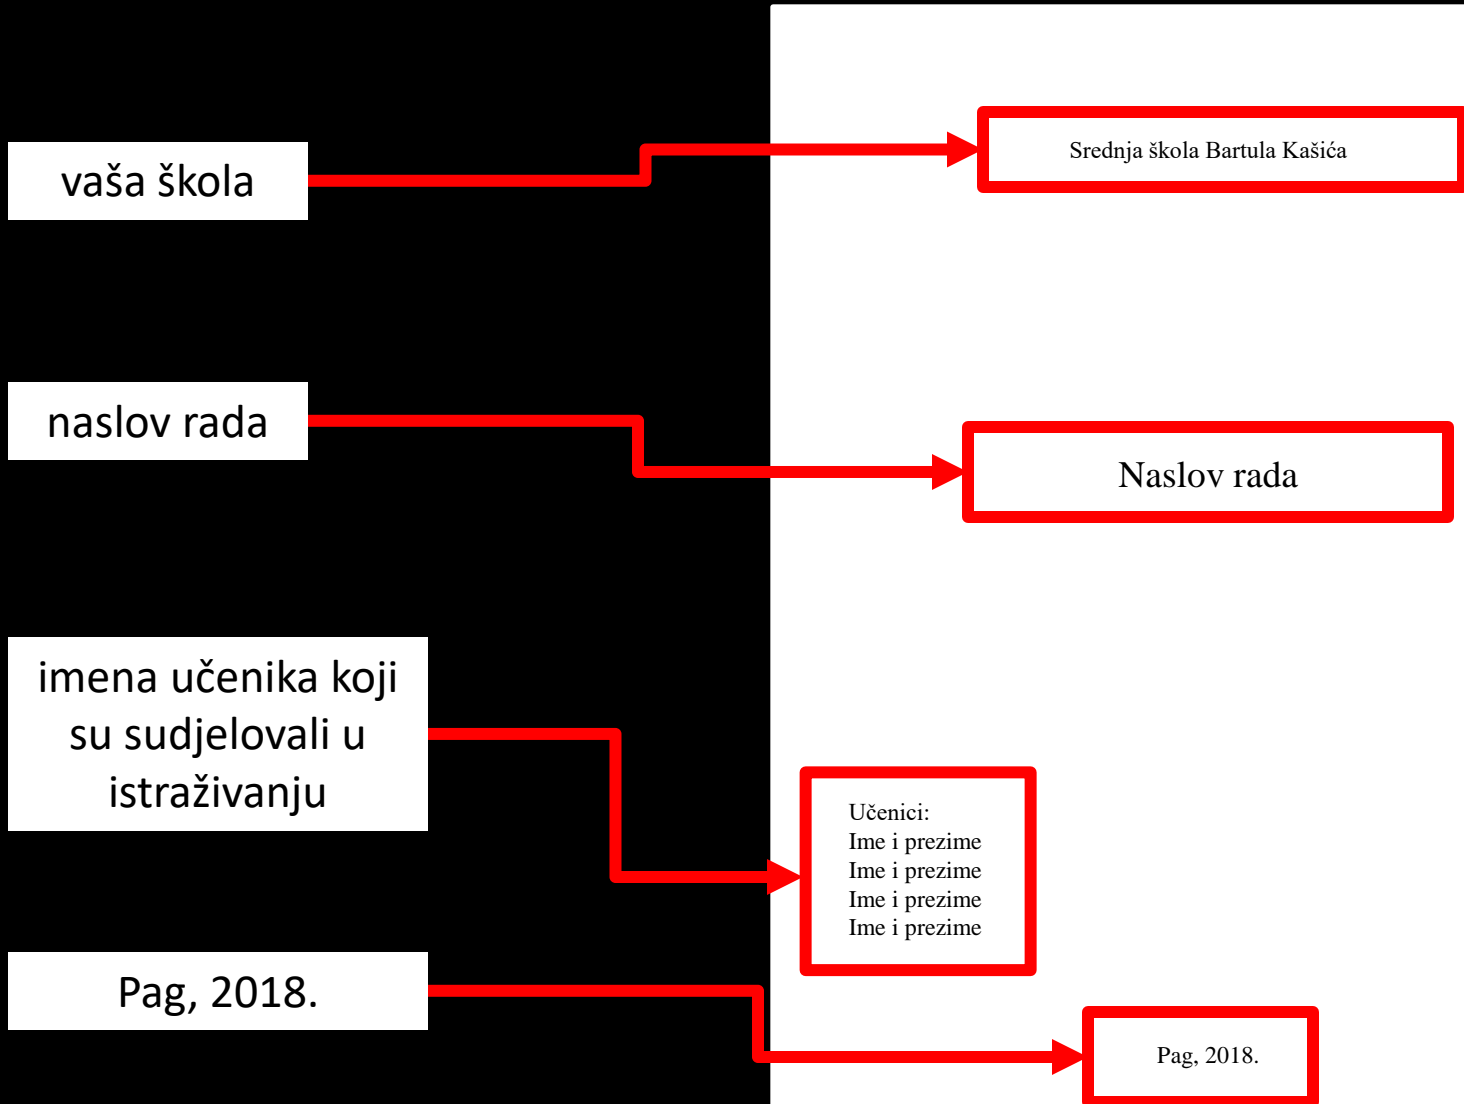 vaša škola
Srednja škola Bartula Kašića
naslov rada
Naslov rada
imena učenika koji
su sudjelovali u
istraživanju
Učenici:
Ime i prezime
Ime i prezime
Ime i prezime
Ime i prezime
Pag, 2018.
Pag, 2018.